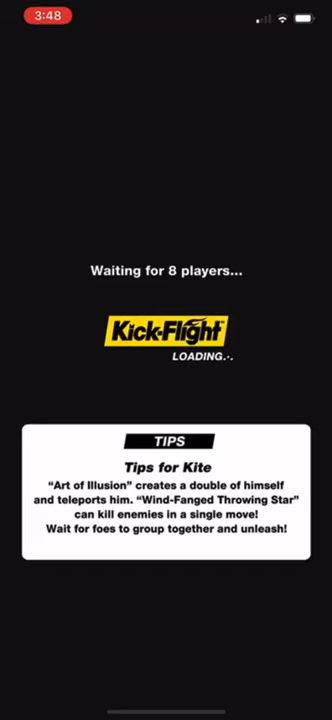 3:48
Waiting for 8 players...
Kick-Flight™
LOADING...
TIPS
Tips for Kite
“Art of Illusion” creates a double of himself
and teleports him. “Wind-Fanged Throwing Star”
can kill enemies in a single move!
Wait for foes to group together and unleash!